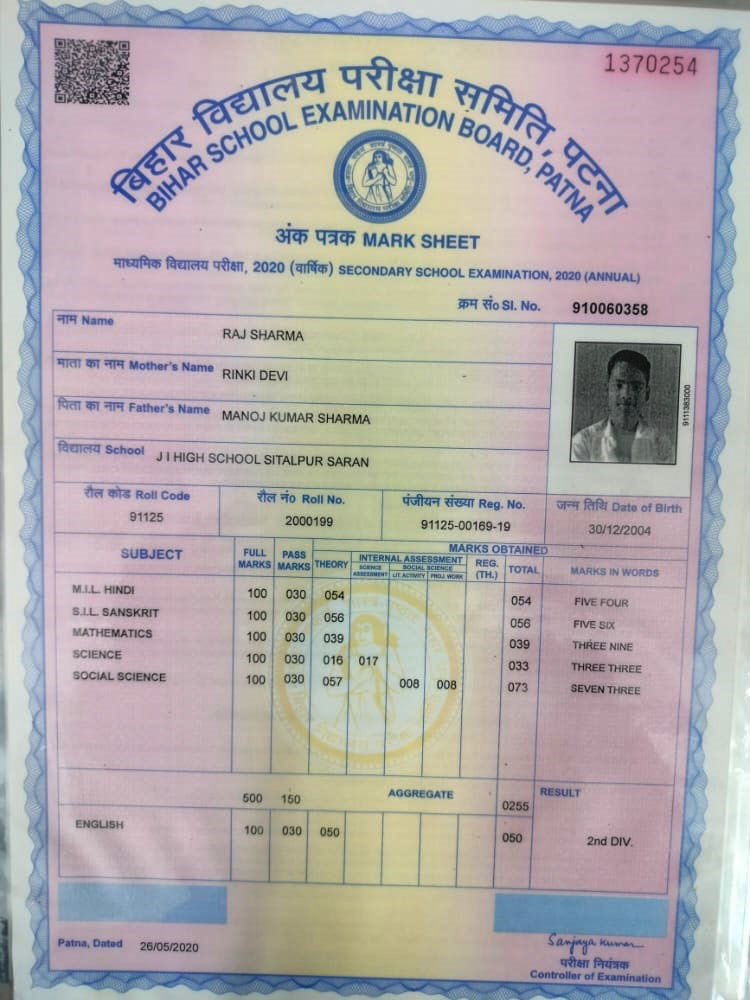 1370254
बिहार विद्यालय परीक्षा समिति, पटना
BIHAR SCHOOL EXAMINATION BOARD, PATNA
अंक पत्रक MARK SHEET
माध्यमिक विद्यालय परीक्षा, 2020 (वार्षिक) SECONDARY SCHOOL EXAMINATION, 2020 (ANNUAL)
क्रम सं० Sl. No. 910060358
नाम Name RAJ SHARMA
माता का नाम Mother's Name RINKI DEVI
पिता का नाम Father's Name MANOJ KUMAR SHARMA
विद्यालय School J I HIGH SCHOOL SITALPUR SARAN
9111383000
रौल कोड Roll Code रौल नं० Roll No. पंजीयन संख्या Reg. No. जन्म तिथि Date of Birth
91125 2000199 91125-00169-19 30/12/2004
SUBJECT FULL MARKS PASS MARKS MARKS OBTAINED
THEORY INTERNAL ASSESSMENT REG. (TH.) TOTAL MARKS IN WORDS
SCIENCE ASSESSMENT SOCIAL SCIENCE
LIT. ACTIVITY PROJ. WORK
M.I.L. HINDI 100 030 054 054 FIVE FOUR
S.I.L. SANSKRIT 100 030 056 056 FIVE SIX
MATHEMATICS 100 030 039 039 THREE NINE
SCIENCE 100 030 016 017 033 THREE THREE
SOCIAL SCIENCE 100 030 057 008 008 073 SEVEN THREE
500 150 AGGREGATE 0255 RESULT
ENGLISH 100 030 050 050 2nd DIV.
Patna, Dated 26/05/2020
Sanjaya Kumar
परीक्षा नियंत्रक
Controller of Examination